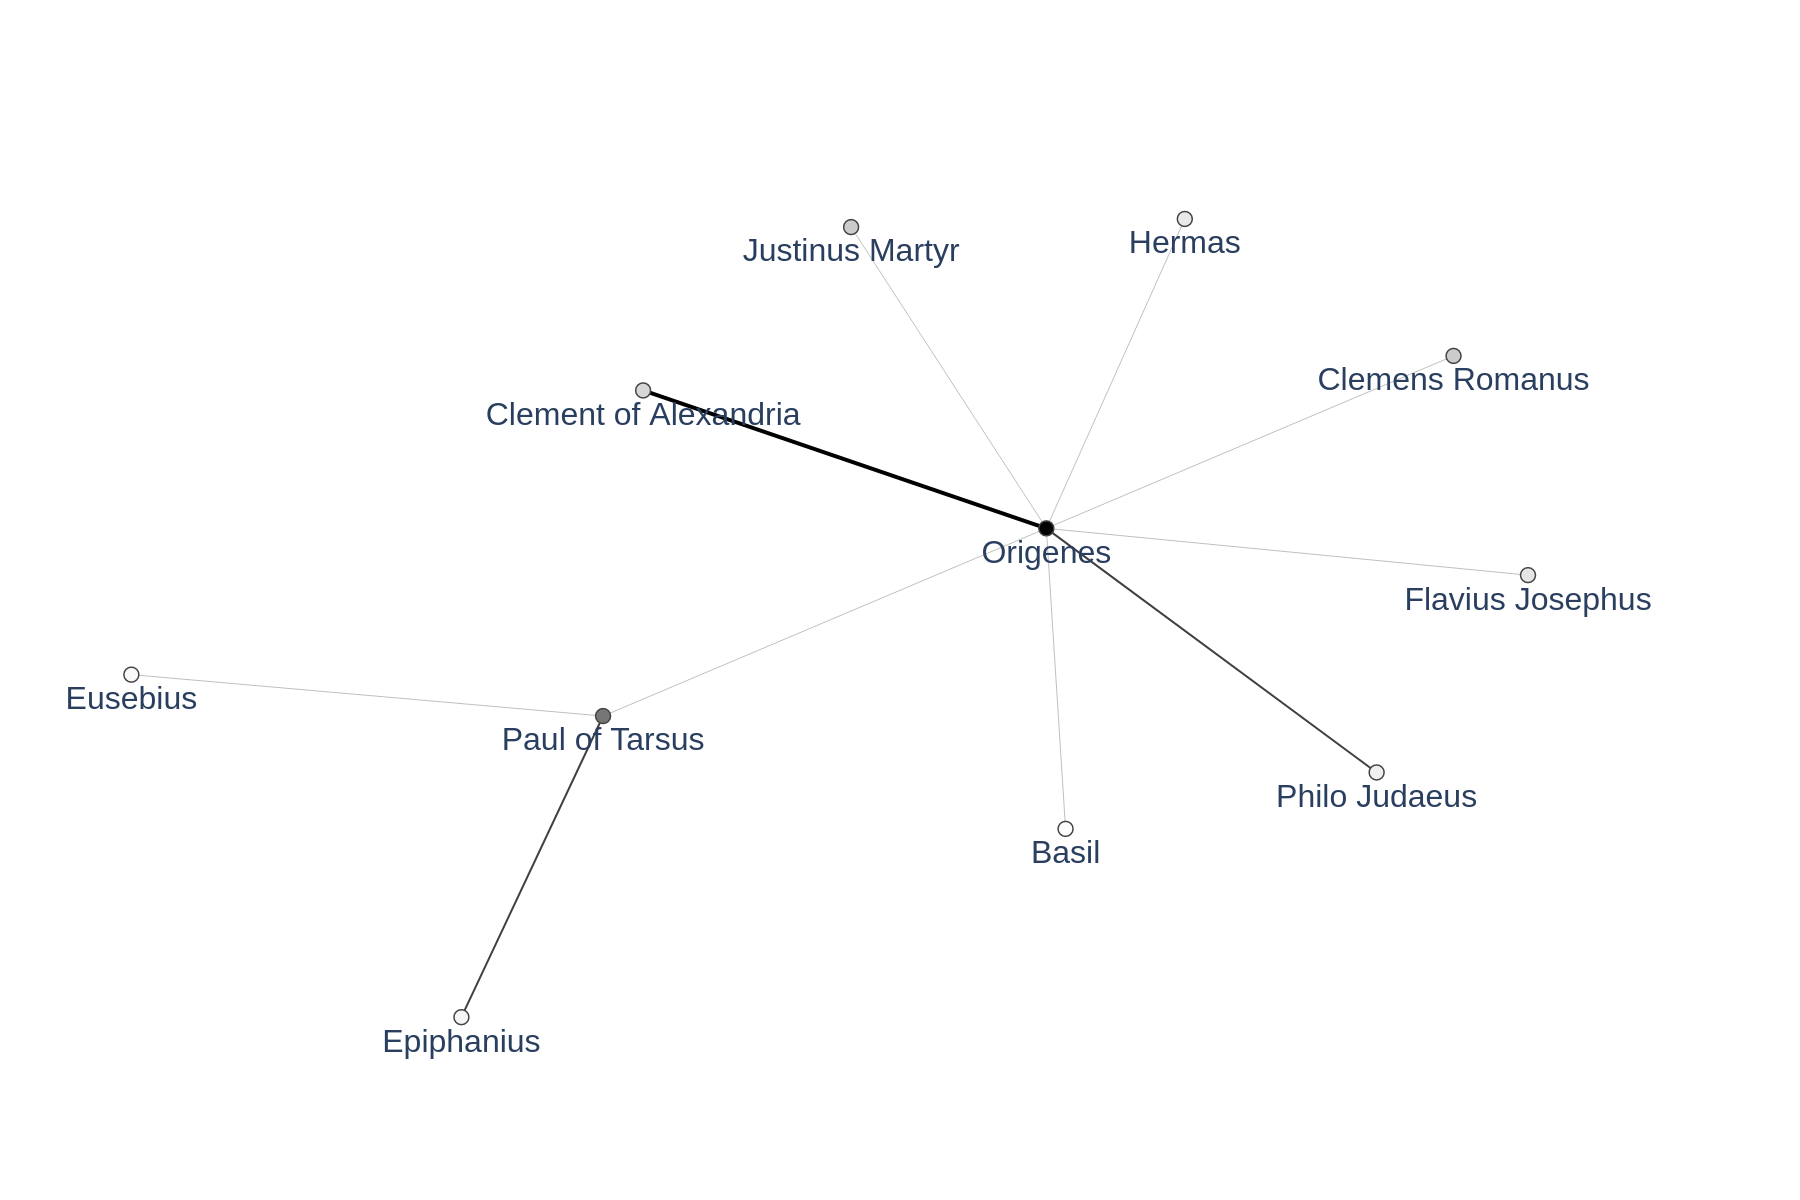 Hermas
Justinus Martyr
Clemens Romanus
Clement of Alexandria
Origenes
Flavius Josephus
Eusebius
Paul of Tarsus
Philo Judaeus
Basil
Epiphanius